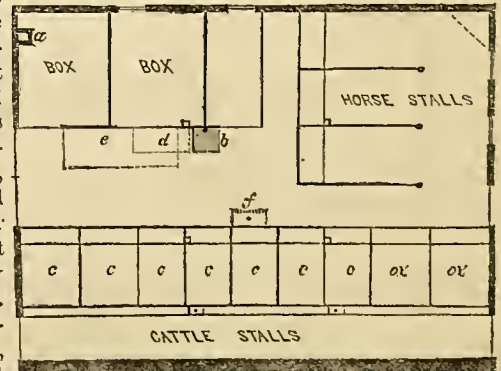 a
BOX BOX
HORSE STALLS
e d b
f
c c c c c c c ox ox
CATTLE STALLS